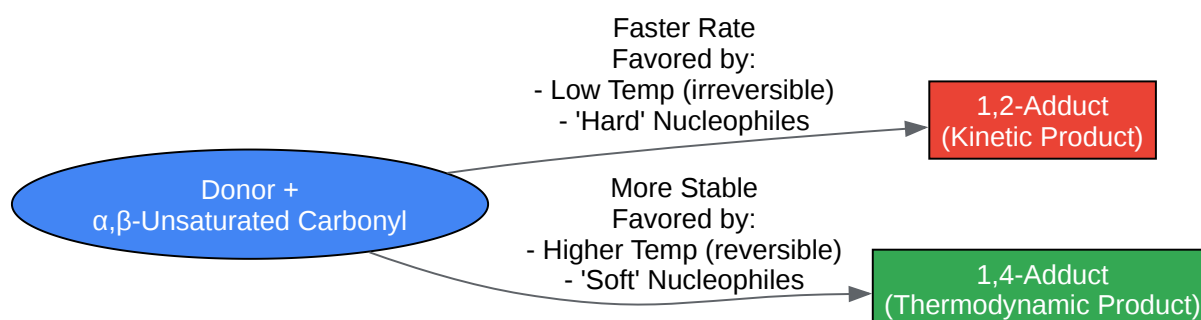 Faster Rate
Favored by:
- Low Temp (irreversible)
- 'Hard' Nucleophiles
1,2-Adduct
(Kinetic Product)
Donor +
α,β-Unsaturated Carbonyl
More Stable
Favored by:
- Higher Temp (reversible)
- 'Soft' Nucleophiles
1,4-Adduct
(Thermodynamic Product)